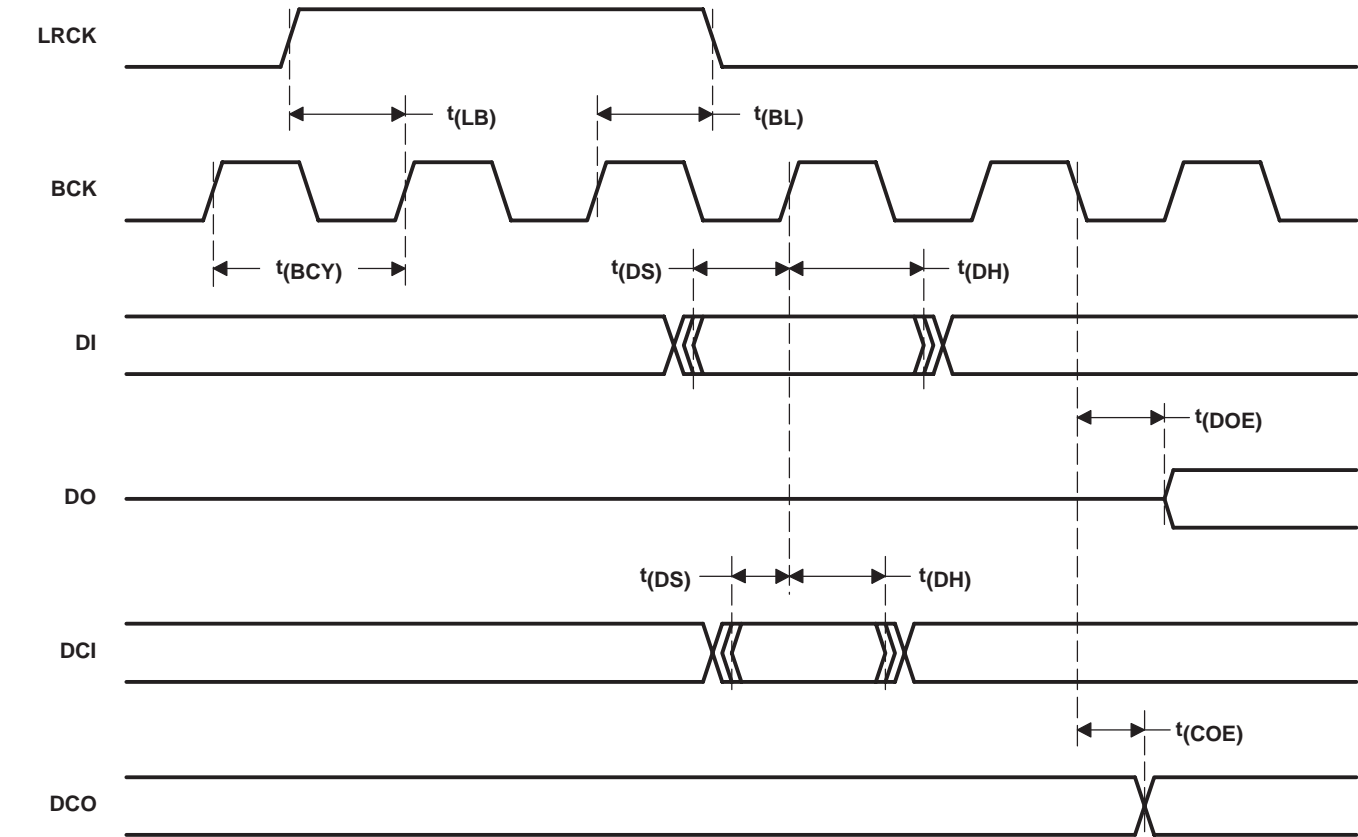 LRCK
t(LB)
t(BL)
BCK
t(BCY)
t(DS)
t(DH)
DI
t(DOE)
DO
t(DS)
t(DH)
DCI
t(COE)
DCO